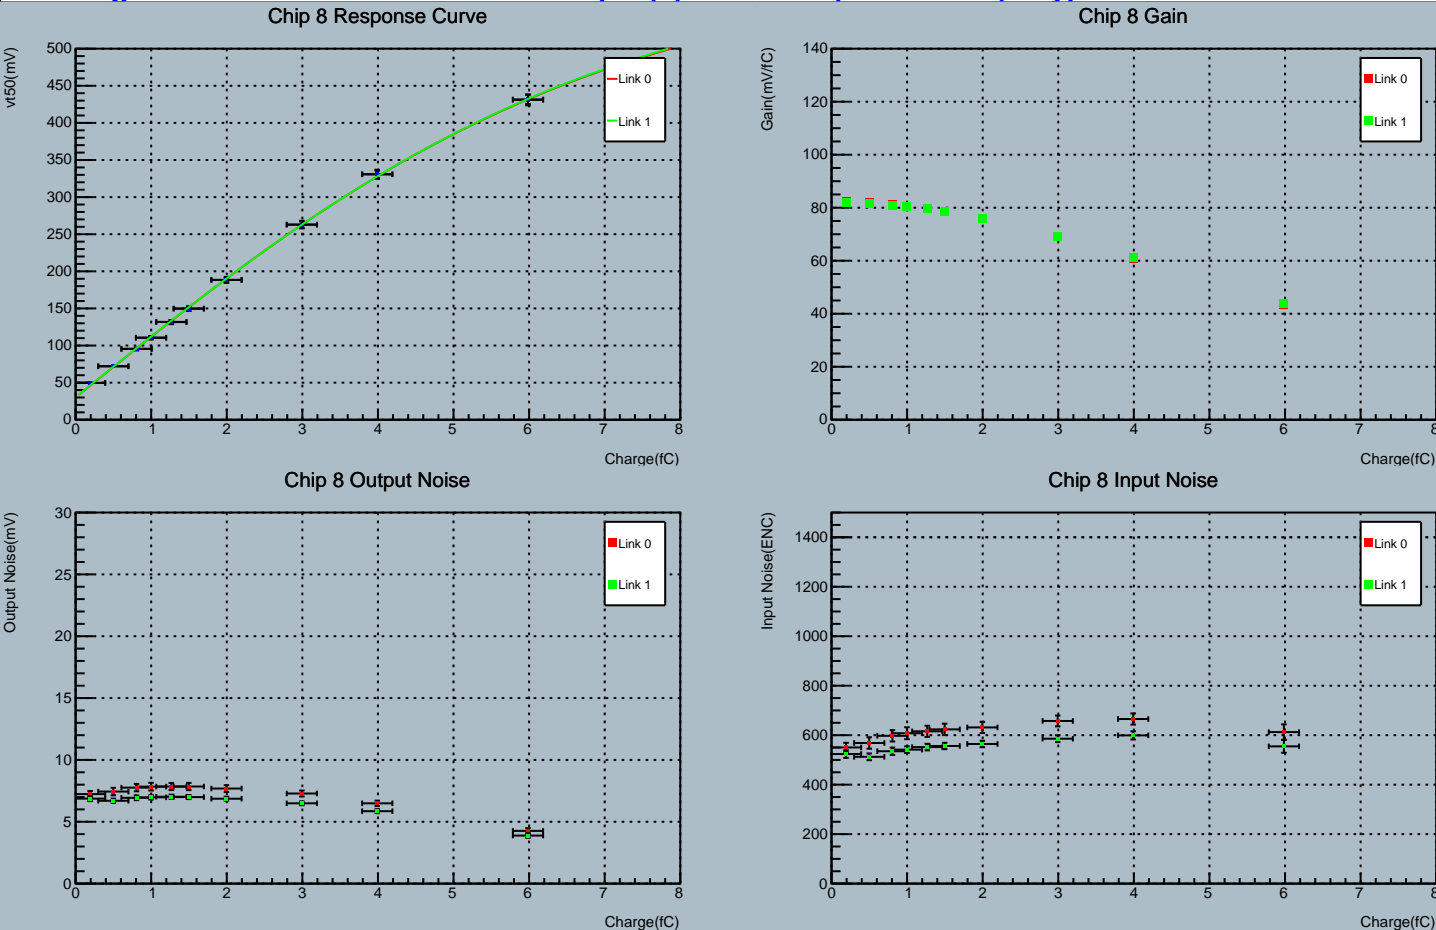 Chip 8 Response Curve
vt50(mV)
500
450
400
350
300
250
200
150
100
50
0
0 1 2 3 4 5 6 7 8
Charge(fC)
Link 0
Link 1
Chip 8 Gain
Gain(mV/fC)
140
120
100
80
60
40
20
0
0 1 2 3 4 5 6 7 8
Charge(fC)
Link 0
Link 1
Chip 8 Output Noise
Output Noise(mV)
30
25
20
15
10
5
0
0 1 2 3 4 5 6 7 8
Charge(fC)
Link 0
Link 1
Chip 8 Input Noise
Input Noise(ENC)
1400
1200
1000
800
600
400
200
0
0 1 2 3 4 5 6 7 8
Charge(fC)
Link 0
Link 1